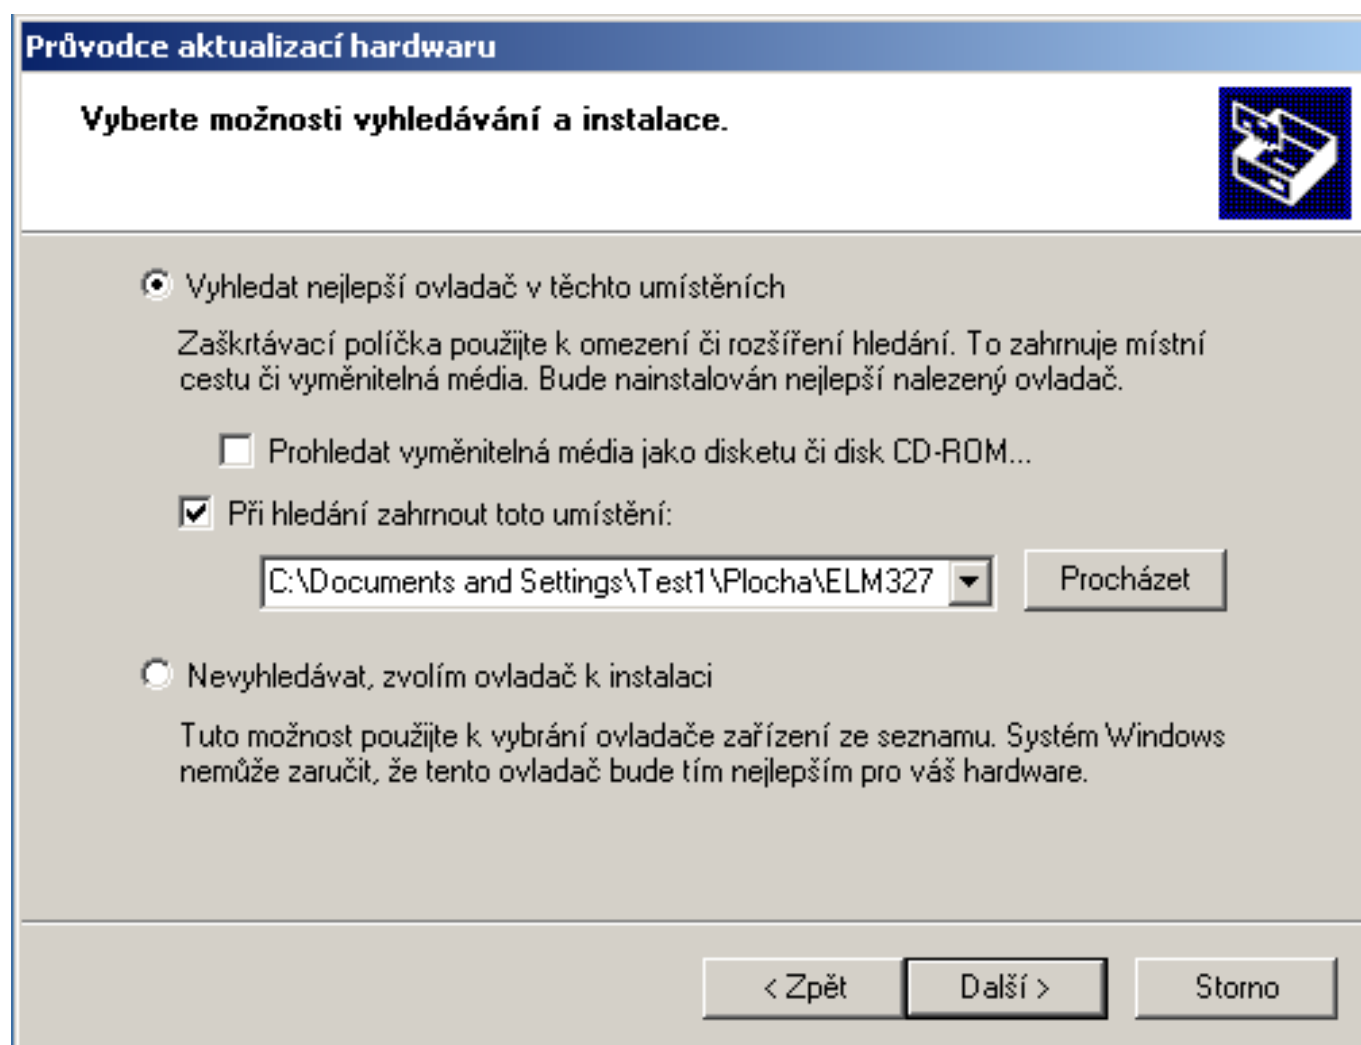 Průvodce aktualizací hardwaru
Vyberte možnosti vyhledávání a instalace.
Vyhledat nejlepší ovladač v těchto umístěních
Zaškrtávací políčka použijte k omezení či rozšíření hledání. To zahrnuje místní
cestu či vyměnitelná média. Bude nainstalován nejlepší nalezený ovladač.
Prohledat vyměnitelná média jako disketu či disk CD-ROM...
Při hledání zahrnout toto umístění:
C:\Documents and Settings\Test1\Plocha\ELM327
Procházet
Nevyhledávat, zvolím ovladač k instalaci
Tuto možnost použijte k vybrání ovladače zařízení ze seznamu. Systém Windows
nemůže zaručit, že tento ovladač bude tím nejlepším pro váš hardware.
< Zpět
Další >
Storno